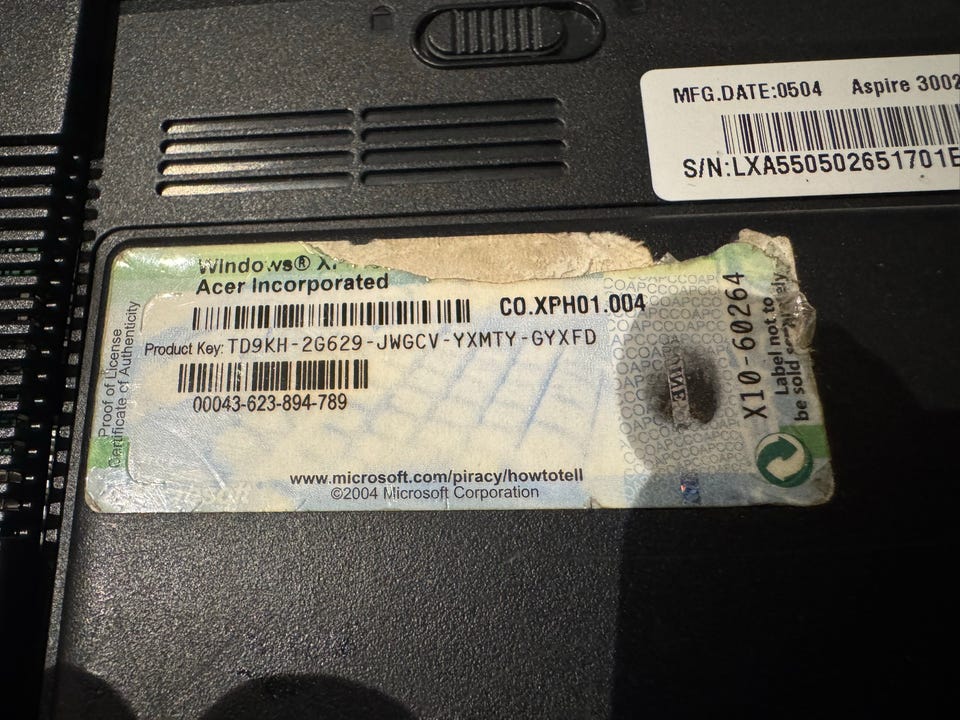 MFG.DATE:0504 Aspire 3002
S/N:LXA550502651701E
Windows®
Acer Incorporated
CO.XPH01.004
Product Key: TD9KH-2G629-JWGCV-YXMTY-GYXFD
00043-623-894-789
www.microsoft.com/piracy/howtotell
©2004 Microsoft Corporation
Proof of License
Certificate of Authenticity
X10-60264
Label not to
be sold